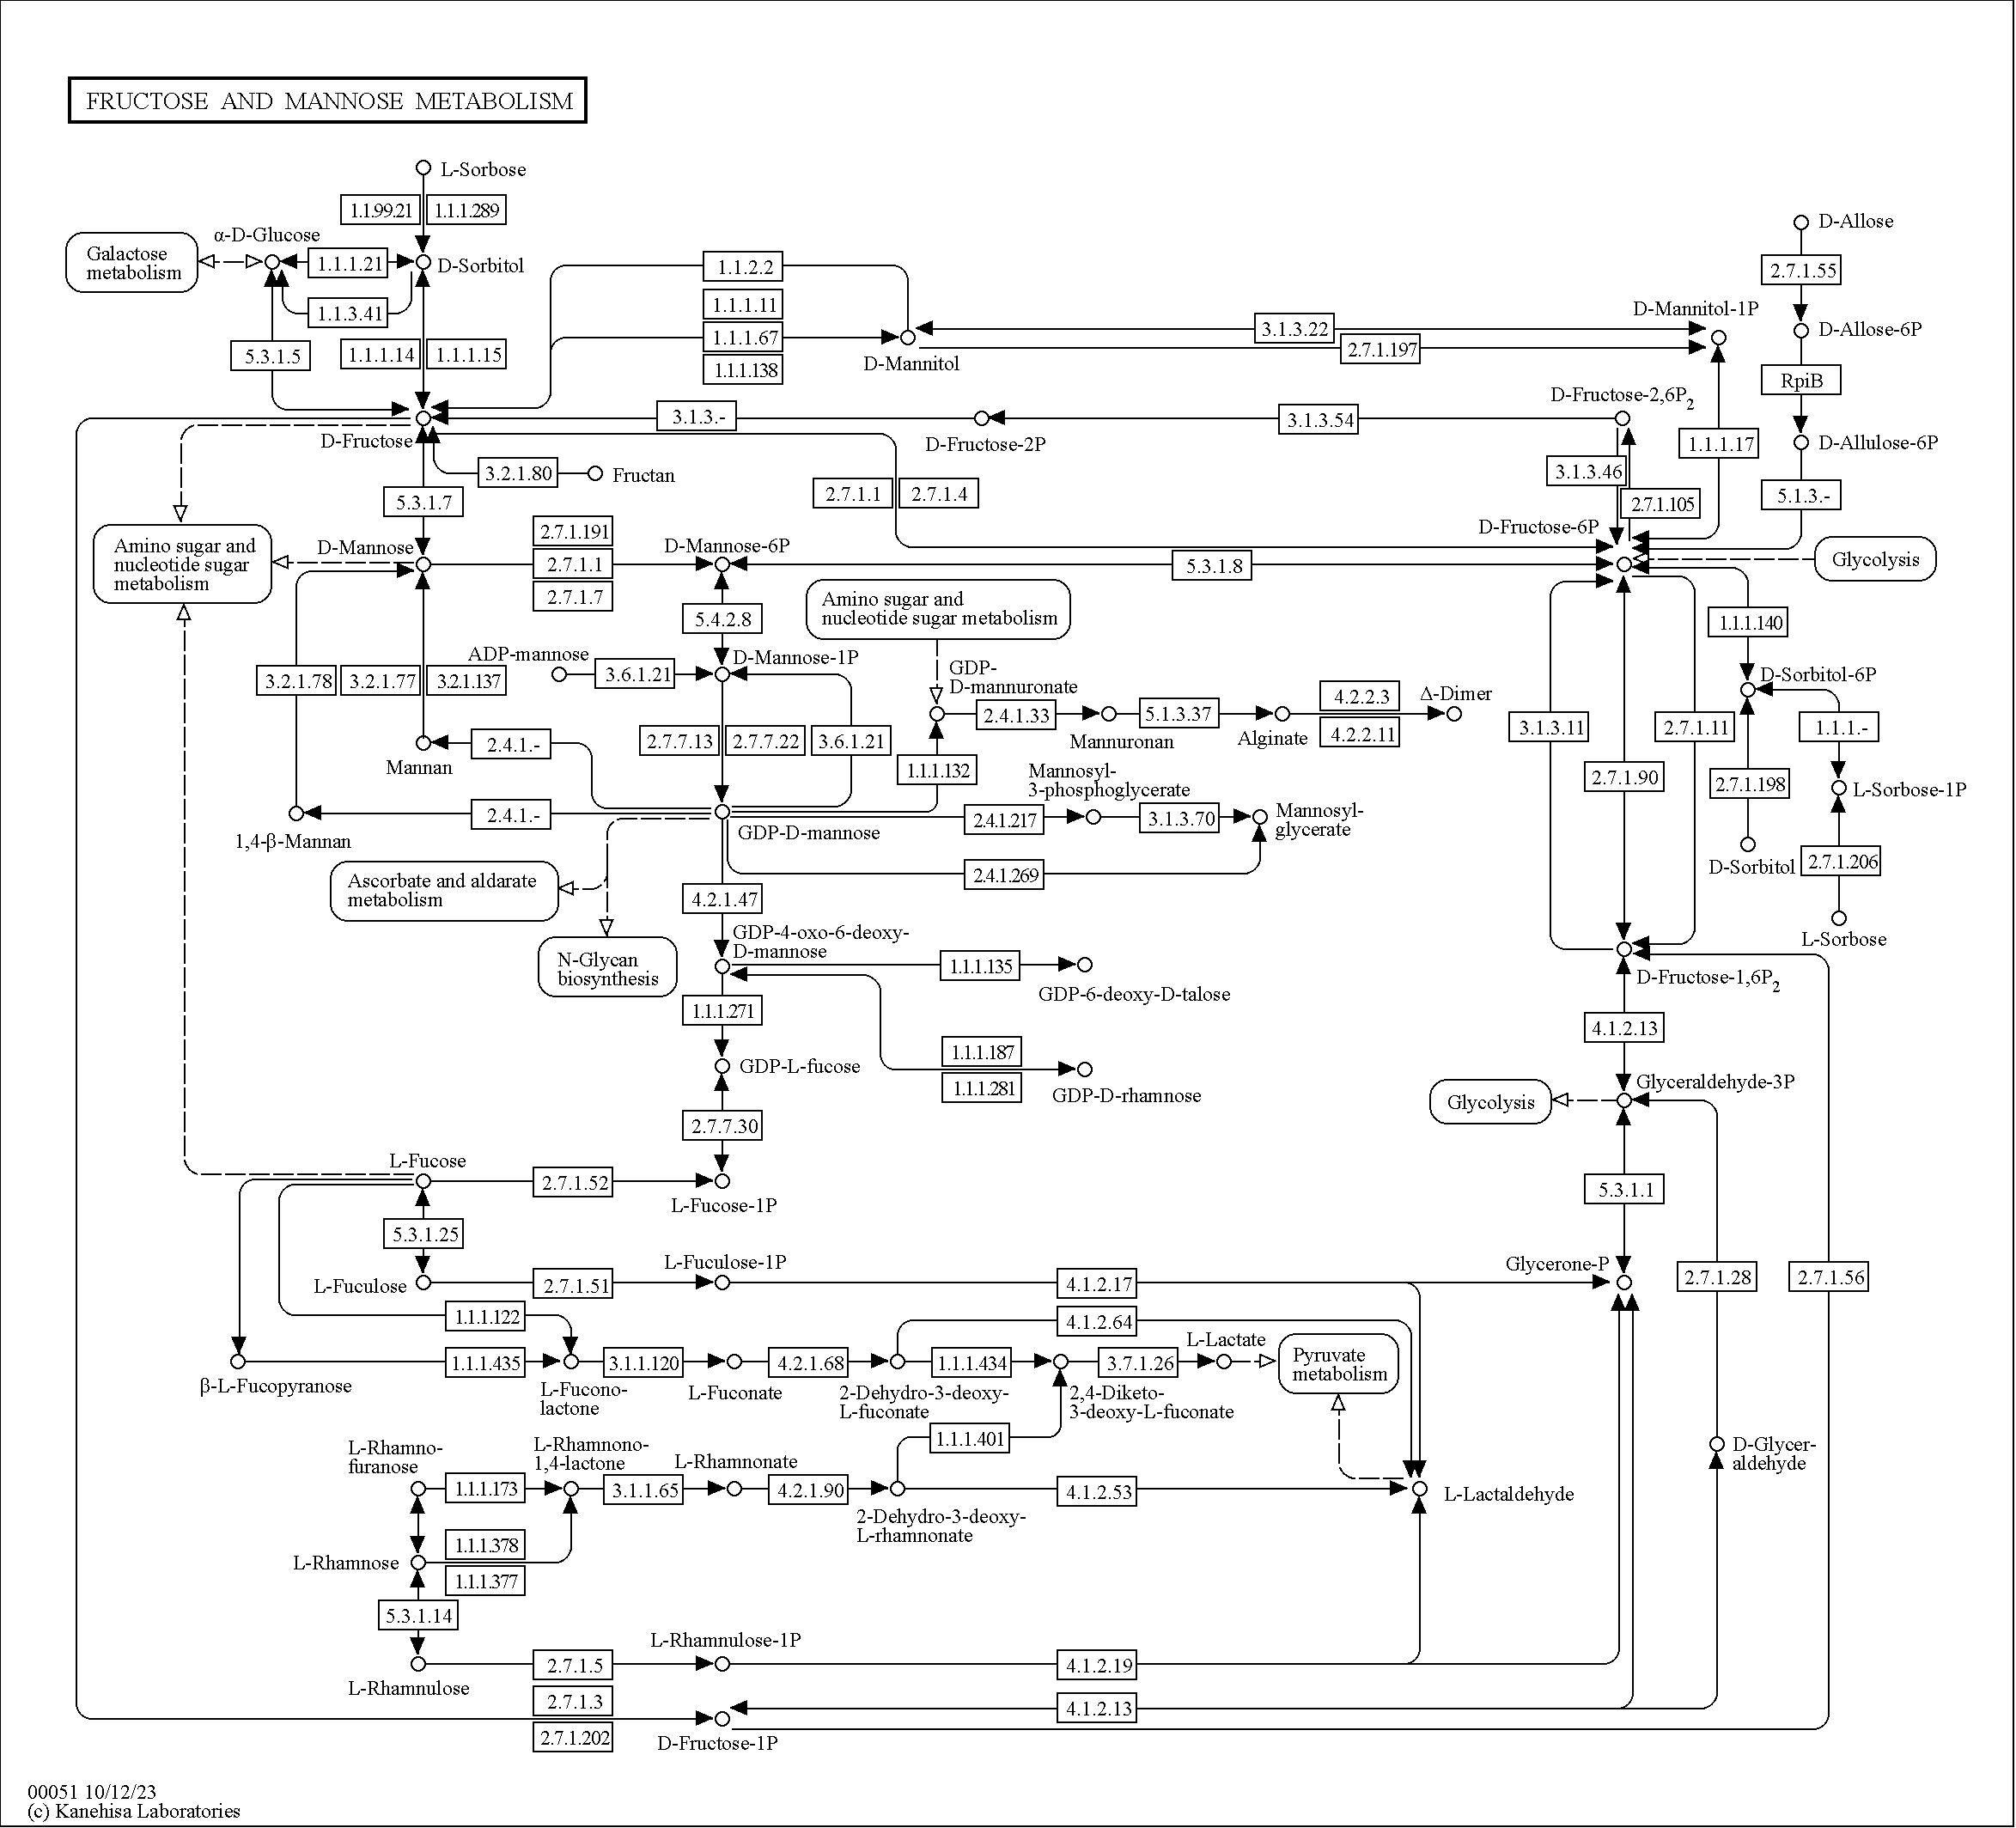 FRUCTOSE AND MANNOSE METABOLISM
L-Sorbose
1.1.99.21
1.1.1.289
α-D-Glucose
Galactose
metabolism
1.1.1.21
D-Sorbitol
1.1.3.41
5.3.1.5
1.1.1.14
1.1.1.15
1.1.2.2
1.1.1.11
1.1.1.67
1.1.1.138
D-Mannitol
3.1.3.22
2.7.1.197
D-Mannitol-1P
D-Allose
2.7.1.55
D-Allose-6P
RpiB
D-Allulose-6P
5.1.3.-
1.1.1.17
D-Fructose
3.1.3.-
D-Fructose-2P
3.1.3.54
D-Fructose-2,6P2
3.1.3.46
2.7.1.105
D-Fructose-6P
3.2.1.80
Fructan
5.3.1.7
2.7.1.1
2.7.1.4
Amino sugar and
nucleotide sugar
metabolism
D-Mannose
2.7.1.191
2.7.1.1
2.7.1.7
D-Mannose-6P
5.3.1.8
Glycolysis
5.4.2.8
Amino sugar and
nucleotide sugar metabolism
1.1.1.140
ADP-mannose
3.6.1.21
D-Mannose-1P
3.2.1.78
3.2.1.77
3.2.1.137
GDP-
D-mannuronate
2.4.1.33
Mannuronan
5.1.3.37
Alginate
4.2.2.3
4.2.2.11
Δ-Dimer
D-Sorbitol-6P
3.1.3.11
2.7.1.11
2.7.1.90
1.1.1.-
2.7.1.198
L-Sorbose-1P
Mannan
2.4.1.-
2.7.7.13
2.7.7.22
3.6.1.21
1.1.1.132
Mannosyl-
3-phosphoglycerate
1,4-β-Mannan
2.4.1.-
GDP-D-mannose
2.4.1.217
3.1.3.70
Mannosyl-
glycerate
2.4.1.269
D-Sorbitol
2.7.1.206
L-Sorbose
Ascorbate and aldarate
metabolism
4.2.1.47
N-Glycan
biosynthesis
GDP-4-oxo-6-deoxy-
D-mannose
1.1.1.135
GDP-6-deoxy-D-talose
D-Fructose-1,6P2
1.1.1.271
4.1.2.13
GDP-L-fucose
1.1.1.187
1.1.1.281
GDP-D-rhamnose
Glycolysis
Glyceraldehyde-3P
2.7.7.30
L-Fucose
2.7.1.52
L-Fucose-1P
5.3.1.1
5.3.1.25
L-Fuculose
2.7.1.51
L-Fuculose-1P
4.1.2.17
Glycerone-P
2.7.1.28
2.7.1.56
1.1.1.122
4.1.2.64
β-L-Fucopyranose
1.1.1.435
L-Fucono-
lactone
3.1.1.120
L-Fuconate
4.2.1.68
2-Dehydro-3-deoxy-
L-fuconate
1.1.1.434
2,4-Diketo-
3-deoxy-L-fuconate
3.7.1.26
L-Lactate
Pyruvate
metabolism
1.1.1.401
L-Rhamno-
furanose
1.1.1.173
L-Rhamnono-
1,4-lactone
3.1.1.65
L-Rhamnonate
4.2.1.90
2-Dehydro-3-deoxy-
L-rhamnonate
4.1.2.53
L-Lactaldehyde
D-Glycer-
aldehyde
L-Rhamnose
1.1.1.378
1.1.1.377
5.3.1.14
L-Rhamnulose
2.7.1.5
L-Rhamnulose-1P
4.1.2.19
2.7.1.3
2.7.1.202
D-Fructose-1P
4.1.2.13
00051 10/12/23
(c) Kanehisa Laboratories